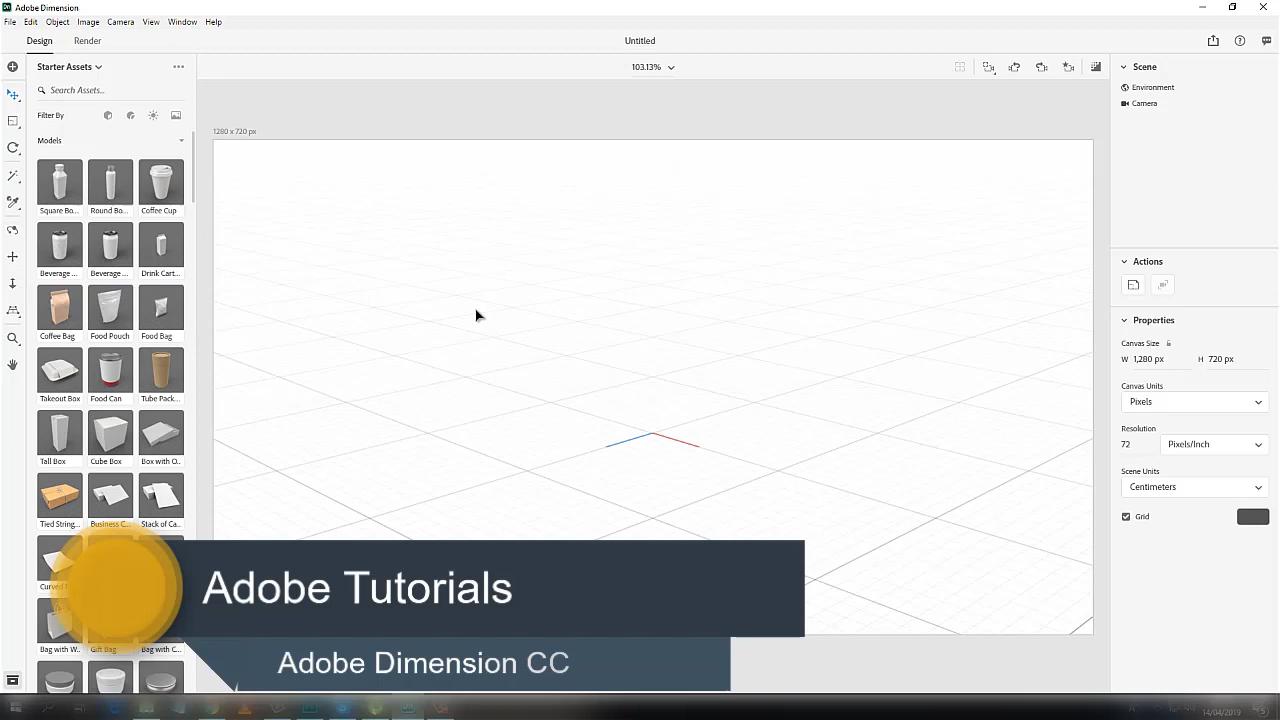 Dn Adobe Dimension
File Edit Object Image Camera View Window Help
Design Render Untitled
Starter Assets
103.13%
Search Assets...
Filter By
Models
Square Bo...
Round Bo...
Coffee Cup
Beverage ...
Beverage ...
Drink Cart...
Coffee Bag
Food Pouch
Food Bag
Takeout Box
Food Can
Tube Pack...
Tall Box
Cube Box
Box with O...
Tied String...
Business C...
Stack of Ca...
Bag with W...
Gift Bag
Bag with C...
1280 x 720 px
Scene
Environment
Camera
Actions
Properties
Canvas Size
W 1,280 px H 720 px
Canvas Units
Pixels
Resolution
72 Pixels/Inch
Scene Units
Centimeters
Grid
Adobe Tutorials
Adobe Dimension CC
14/04/2019